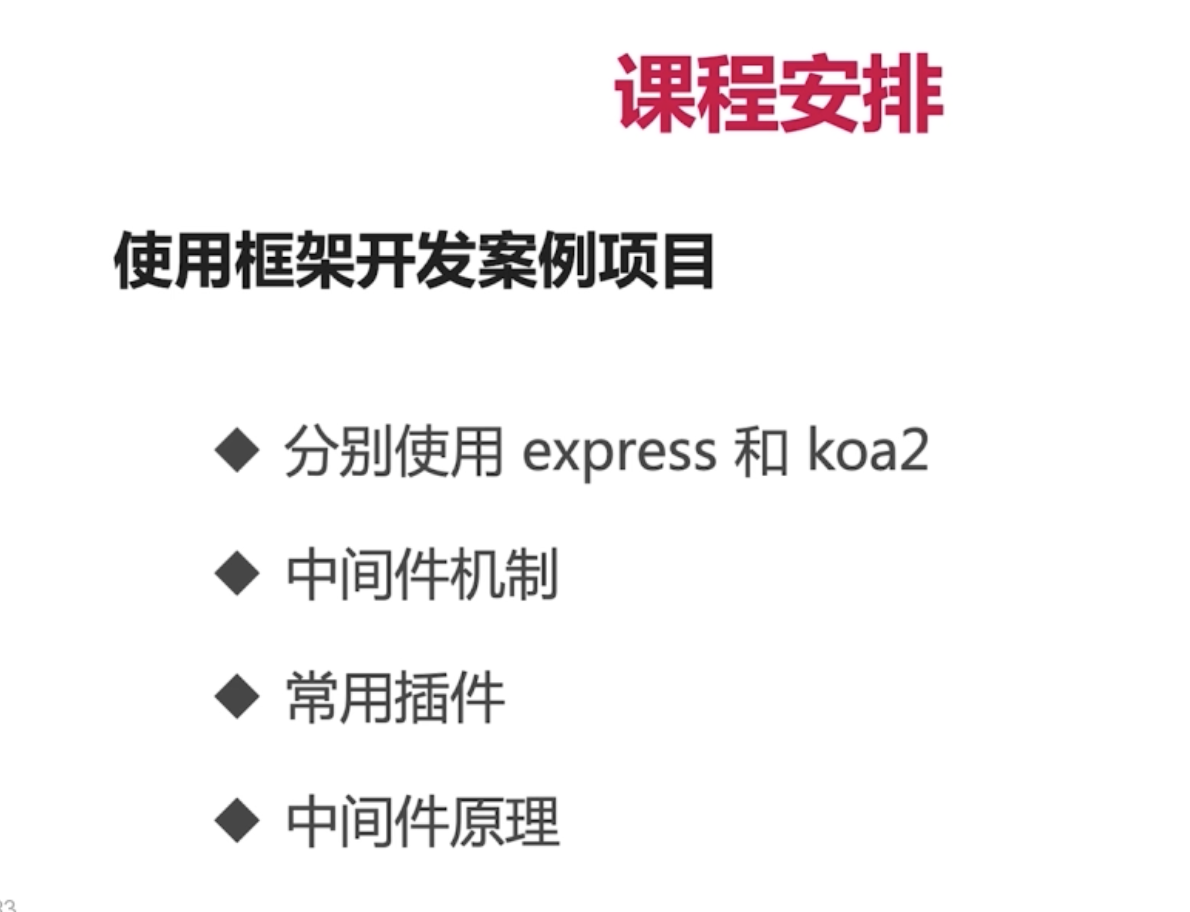 课程安排
使用框架开发案例项目
◆ 分别使用 express 和 koa2
◆ 中间件机制
◆ 常用插件
◆ 中间件原理